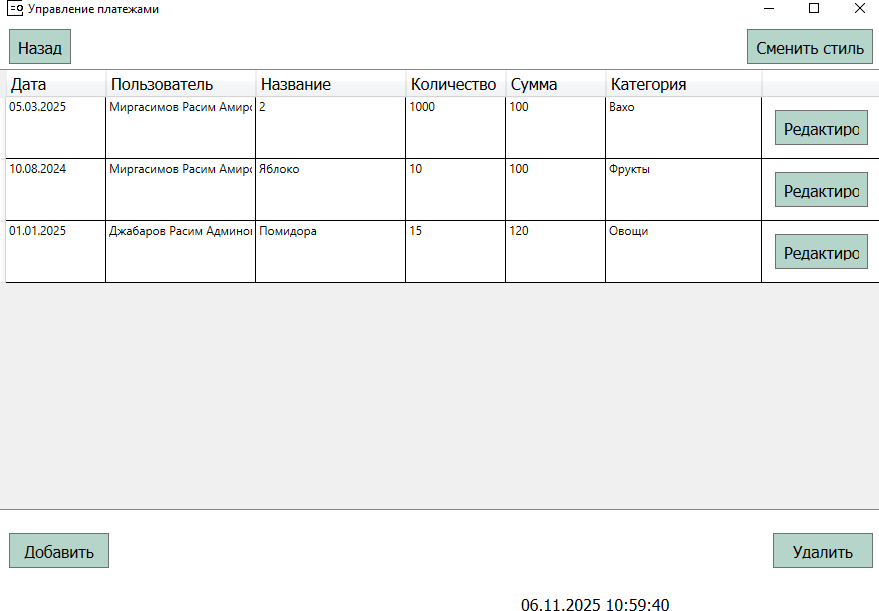 Управление платежами
Назад
Сменить стиль
Дата Пользователь Название Количество Сумма Категория
05.03.2025 Миргасимов Расим Амиро 2 1000 100 Вахо
Редактиро
10.08.2024 Миргасимов Расим Амиро Яблоко 10 100 Фрукты
Редактиро
01.01.2025 Джабаров Расим Админо Помидора 15 120 Овощи
Редактиро
Добавить
Удалить
06.11.2025 10:59:40